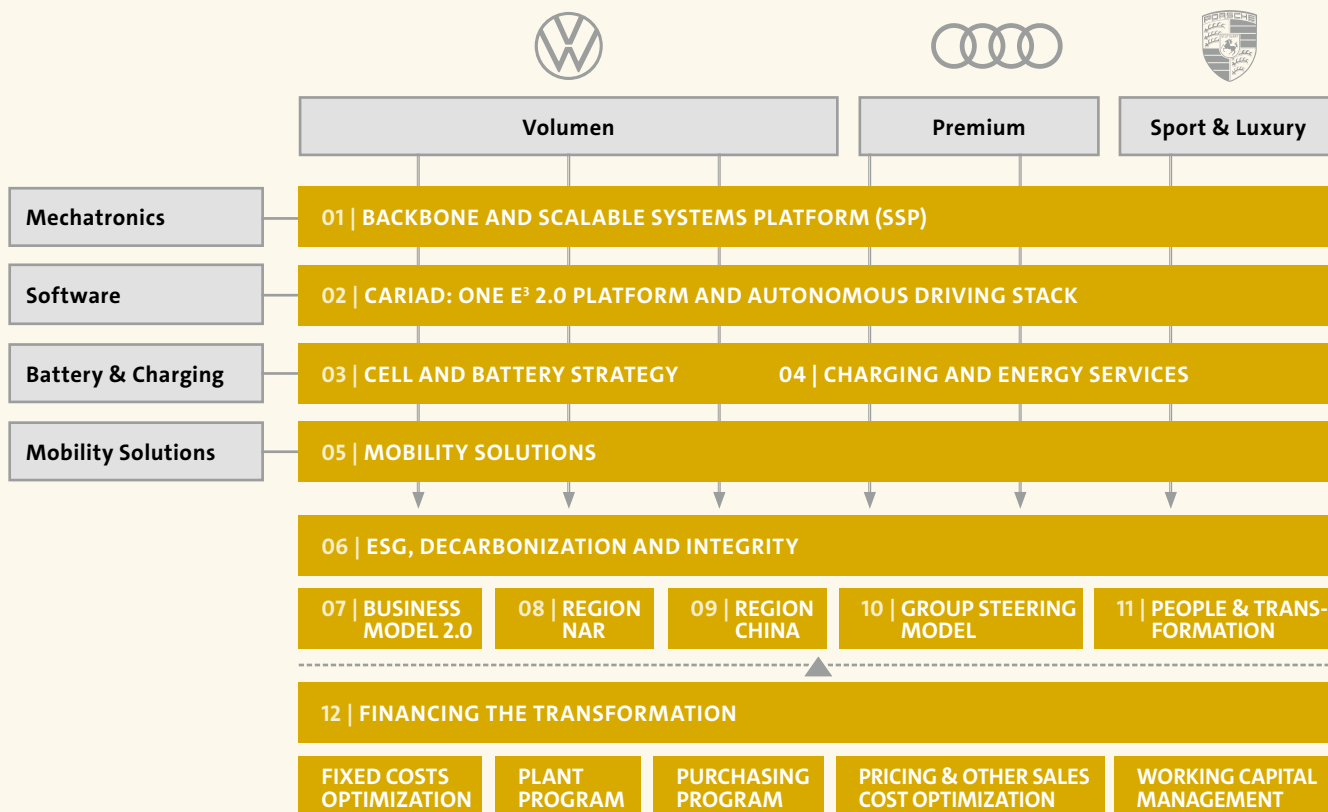 PORSCHE
Volumen
Premium
Sport & Luxury
Mechatronics
01 | BACKBONE AND SCALABLE SYSTEMS PLATFORM (SSP)
Software
02 | CARIAD: ONE E³ 2.0 PLATFORM AND AUTONOMOUS DRIVING STACK
Battery & Charging
03 | CELL AND BATTERY STRATEGY
04 | CHARGING AND ENERGY SERVICES
Mobility Solutions
05 | MOBILITY SOLUTIONS
06 | ESG, DECARBONIZATION AND INTEGRITY
07 | BUSINESS
MODEL 2.0
08 | REGION
NAR
09 | REGION
CHINA
10 | GROUP STEERING
MODEL
11 | PEOPLE & TRANS-
FORMATION
12 | FINANCING THE TRANSFORMATION
FIXED COSTS
OPTIMIZATION
PLANT
PROGRAM
PURCHASING
PROGRAM
PRICING & OTHER SALES
COST OPTIMIZATION
WORKING CAPITAL
MANAGEMENT